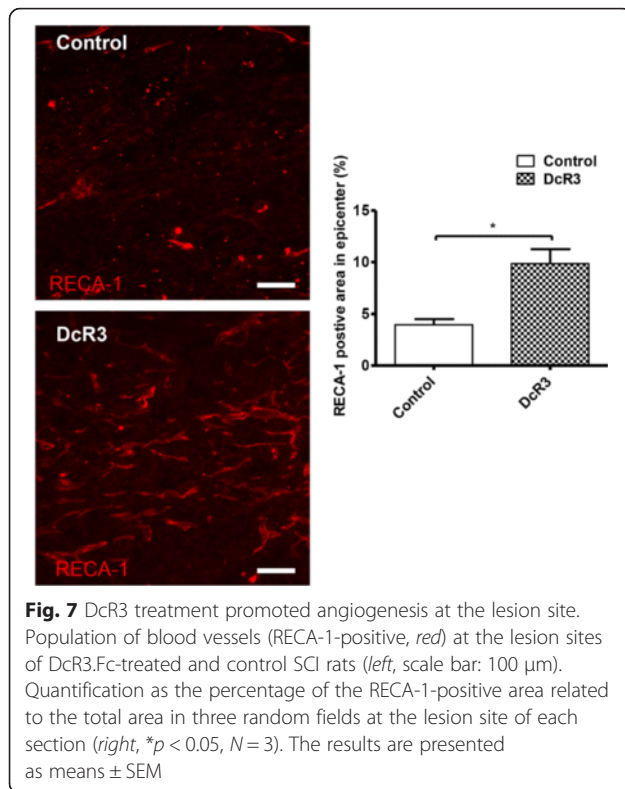 Control
RECA-1
DcR3
RECA-1
Control
DcR3
RECA-1 postive area in epicenter (%)
15
10
5
0
*
Control
DcR3
Fig. 7 DcR3 treatment promoted angiogenesis at the lesion site.
Population of blood vessels (RECA-1-positive, red) at the lesion sites
of DcR3.Fc-treated and control SCI rats (left, scale bar: 100 μm).
Quantification as the percentage of the RECA-1-positive area related
to the total area in three random fields at the lesion site of each
section (right, *p < 0.05, N = 3). The results are presented
as means ± SEM